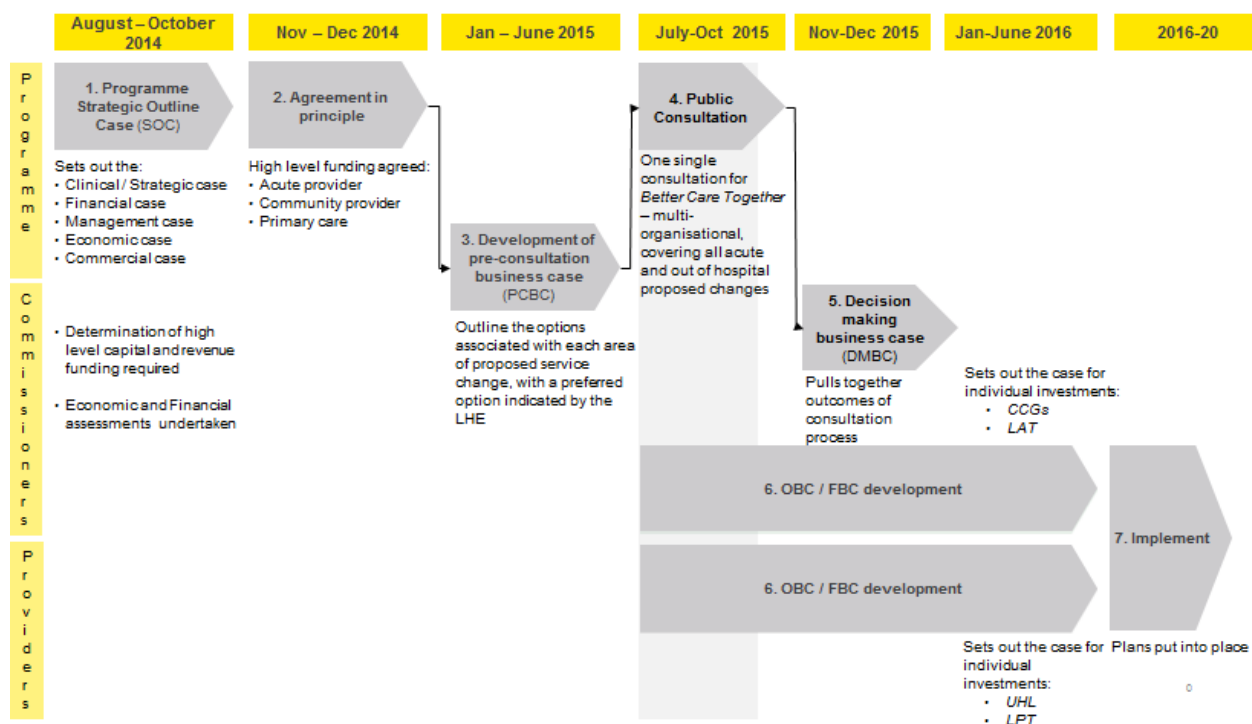 August – October
2014
Nov – Dec 2014
Jan – June 2015
July-Oct 2015
Nov-Dec 2015
Jan-June 2016
2016-20
Programme
1. Programme
Strategic Outline
Case (SOC)
Sets out the:
• Clinical / Strategic case
• Financial case
• Management case
• Economic case
• Commercial case
2. Agreement in
principle
High level funding agreed:
• Acute provider
• Community provider
• Primary care
3. Development of
pre-consultation
business case
(PCBC)
4. Public
Consultation
One single
consultation for
Better Care Together
– multi-
organisational,
covering all acute
and out of hospital
proposed changes
Commissioners
• Determination of high
level capital and revenue
funding required
• Economic and Financial
assessments undertaken
Outline the options
associated with each area
of proposed service
change, with a preferred
option indicated by the
LHE
5. Decision
making
business case
(DMBC)
Pulls together
outcomes of
consultation
process
Sets out the case for
individual investments:
• CCGs
• LAT
6. OBC / FBC development
Providers
6. OBC / FBC development
7. Implement
Sets out the case for
individual
investments:
• UHL
• LPT
Plans put into place
0